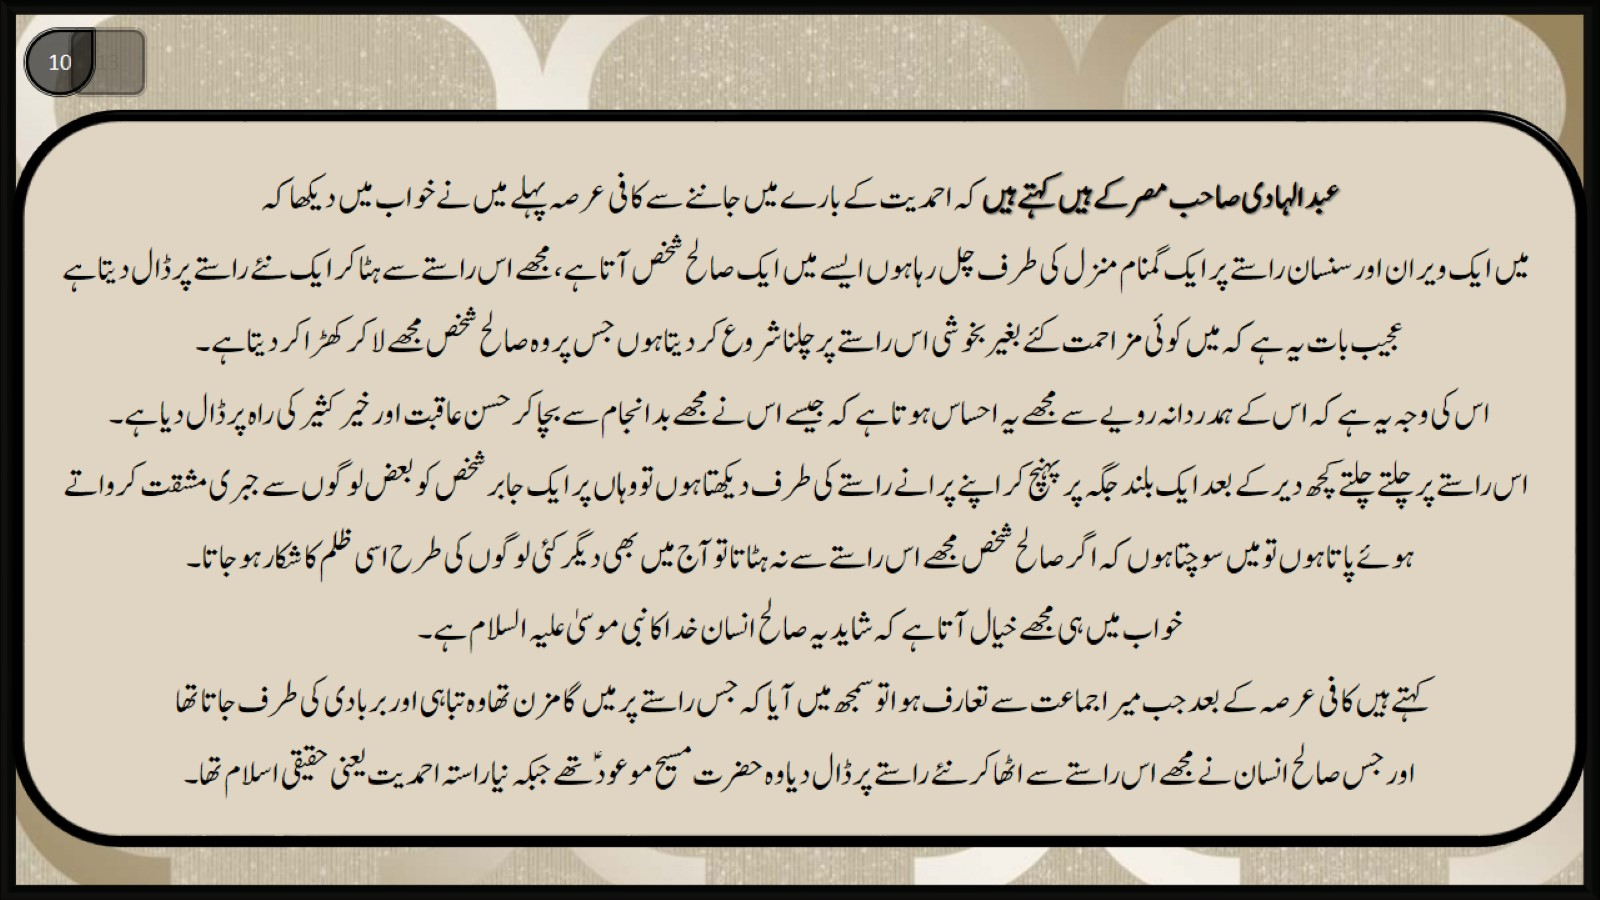 10
عبد الہادی صاحب مصر کے ہیں کہتے ہیں کہ احمدیت کے بارے میں جاننے سے کافی عرصہ پہلے میں نے خواب میں دیکھا کہ
میں ایک ویران اور سنسان راستے پر ایک گمنام منزل کی طرف چل رہا ہوں ایسے میں ایک صالح شخص آتا ہے، مجھے اس راستے سے ہٹا کر ایک نئے راستے پر ڈال دیتا ہے
عجیب بات یہ ہے کہ میں کوئی مزاحمت کئے بغیر بخوشی اس راستے پر چلنا شروع کر دیتا ہوں جس پر وہ صالح شخص مجھے لا کر کھڑا کر دیتا ہے۔
اس کی وجہ یہ ہے کہ اس کے ہمدردانہ رویے سے مجھے یہ احساس ہوتا ہے کہ جیسے اس نے مجھے بد انجام سے بچا کر حسن عاقبت اور خیر کثیر کی راہ پر ڈال دیا ہے۔
اس راستے پر چلتے چلتے کچھ دیر کے بعد ایک بلند جگہ پر پہنچ کر اپنے پرانے راستے کی طرف دیکھتا ہوں تو وہاں پر ایک جابر شخص کو بعض لوگوں سے جبری مشقت کرواتے
ہوئے پاتا ہوں تو میں سوچتا ہوں کہ اگر صالح شخص مجھے اس راستے سے نہ ہٹاتا تو آج میں بھی دیگر کئی لوگوں کی طرح اسی ظلم کا شکار ہو جاتا۔
خواب میں ہی مجھے خیال آتا ہے کہ شاید یہ صالح انسان خدا کا نبی موسیٰ علیہ السلام ہے۔
کہتے ہیں کافی عرصہ کے بعد جب میرا جماعت سے تعارف ہوا تو سمجھ میں آیا کہ جس راستے پر میں گامزن تھا وہ تباہی اور بربادی کی طرف جاتا تھا
اور جس صالح انسان نے مجھے اس راستے سے اٹھا کر نئے راستے پر ڈال دیا وہ حضرت مسیح موعودؑ تھے جبکہ نیا راستہ احمدیت یعنی حقیقی اسلام تھا۔